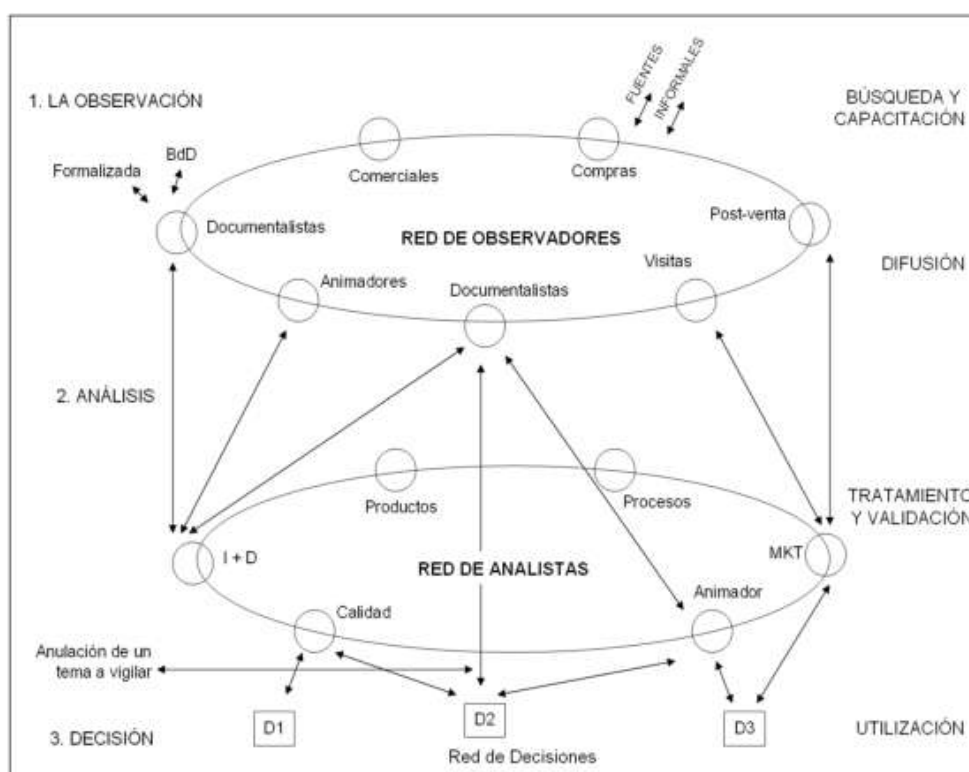 FUENTES
INFORMALES
1. LA OBSERVACIÓN
BÚSQUEDA Y
CAPACITACIÓN
BdD
Formalizada
Comerciales
Compras
Documentalistas
Post-venta
RED DE OBSERVADORES
Visitas
DIFUSIÓN
Animadores
Documentalistas
2. ANÁLISIS
Productos
Procesos
TRATAMIENTO
Y VALIDACIÓN
I + D
MKT
RED DE ANALISTAS
Animador
Calidad
Anulación de un
tema a vigilar
D1
D2
D3
3. DECISIÓN
UTILIZACIÓN
Red de Decisiones